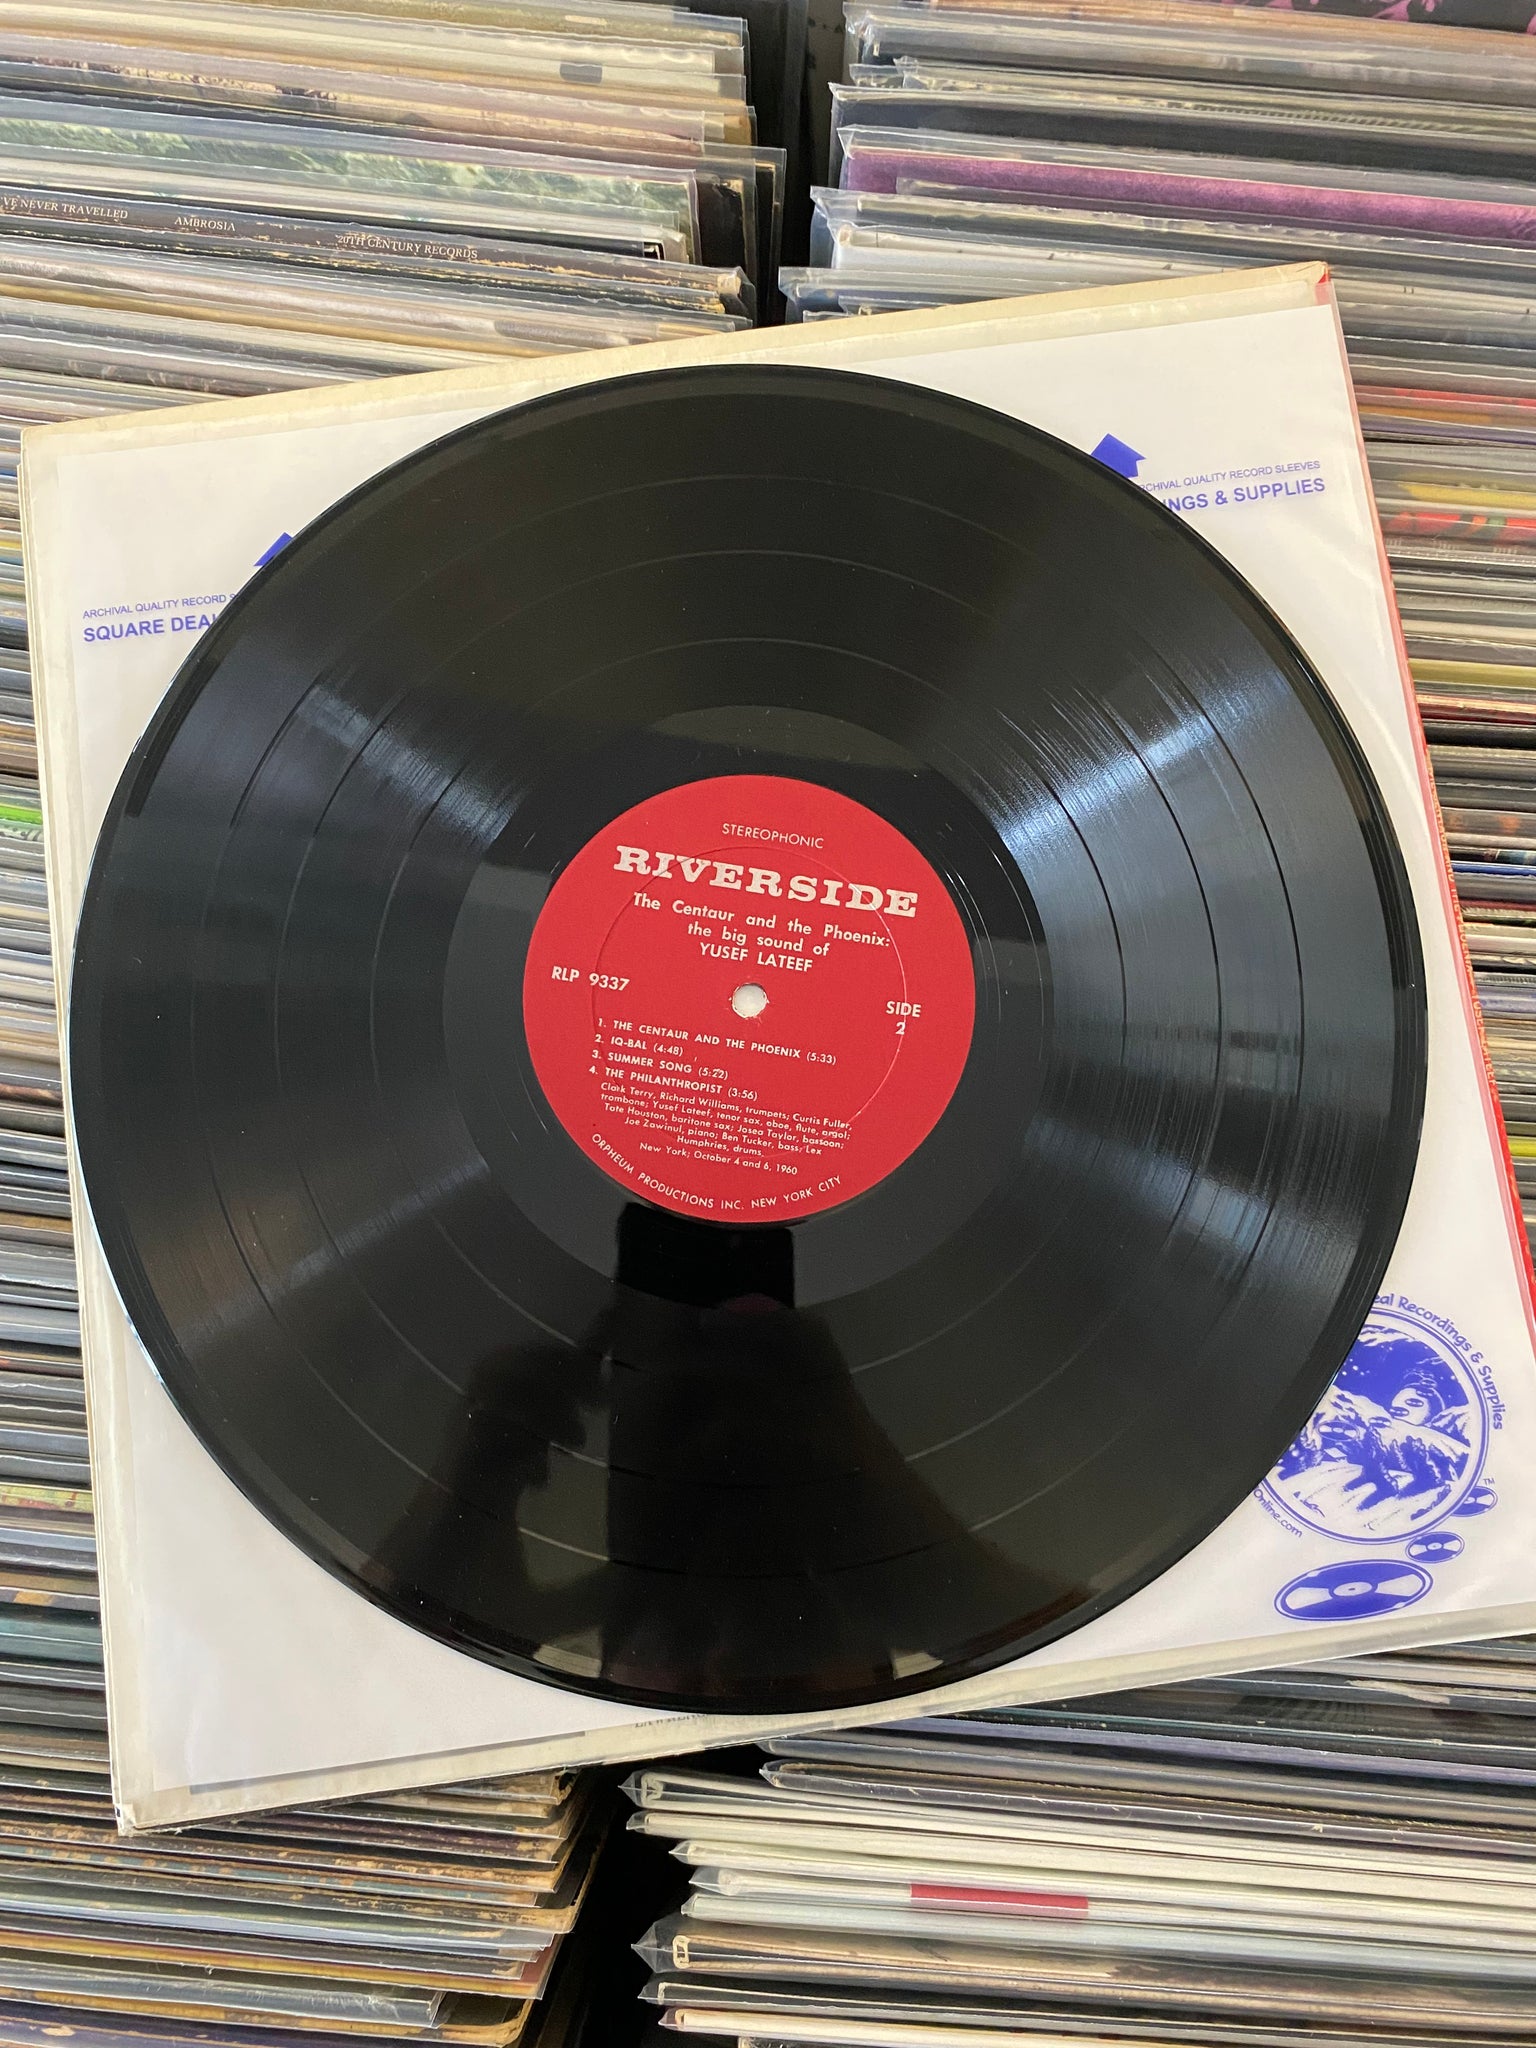 VE NEVER TRAVELLED AMBROSIA 20TH CENTURY RECORDS
ARCHIVAL QUALITY RECORD SLEEVES
INGS & SUPPLIES
ARCHIVAL QUALITY RECORD S
SQUARE DEAL
STEREOPHONIC
RIVERSIDE
The Centaur and the Phoenix:
the big sound of
YUSEF LATEEF
RLP 9337
SIDE
2
1. THE CENTAUR AND THE PHOENIX (5:33)
2. IQ-BAL (4:48)
3. SUMMER SONG (5:22)
4. THE PHILANTHROPIST (3:56)
Clark Terry, Richard Williams, trumpets; Curtis Fuller,
trombone; Yusef Lateef, tenor sax, oboe, flute, argol;
Tate Houston, baritone sax; Josea Taylor, bassoon;
Joe Zawinul, piano; Ben Tucker, bass; Lex
Humphries, drums.
New York; October 4 and 6, 1960
ORPHEUM PRODUCTIONS INC. NEW YORK CITY
eal Recordings & Supplies
Online.com
TM